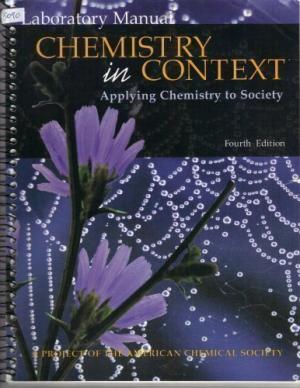 Laboratory Manual
CHEMISTRY
in CONTEXT
Applying Chemistry to Society
Fourth Edition
A PROJECT OF THE AMERICAN CHEMICAL SOCIETY